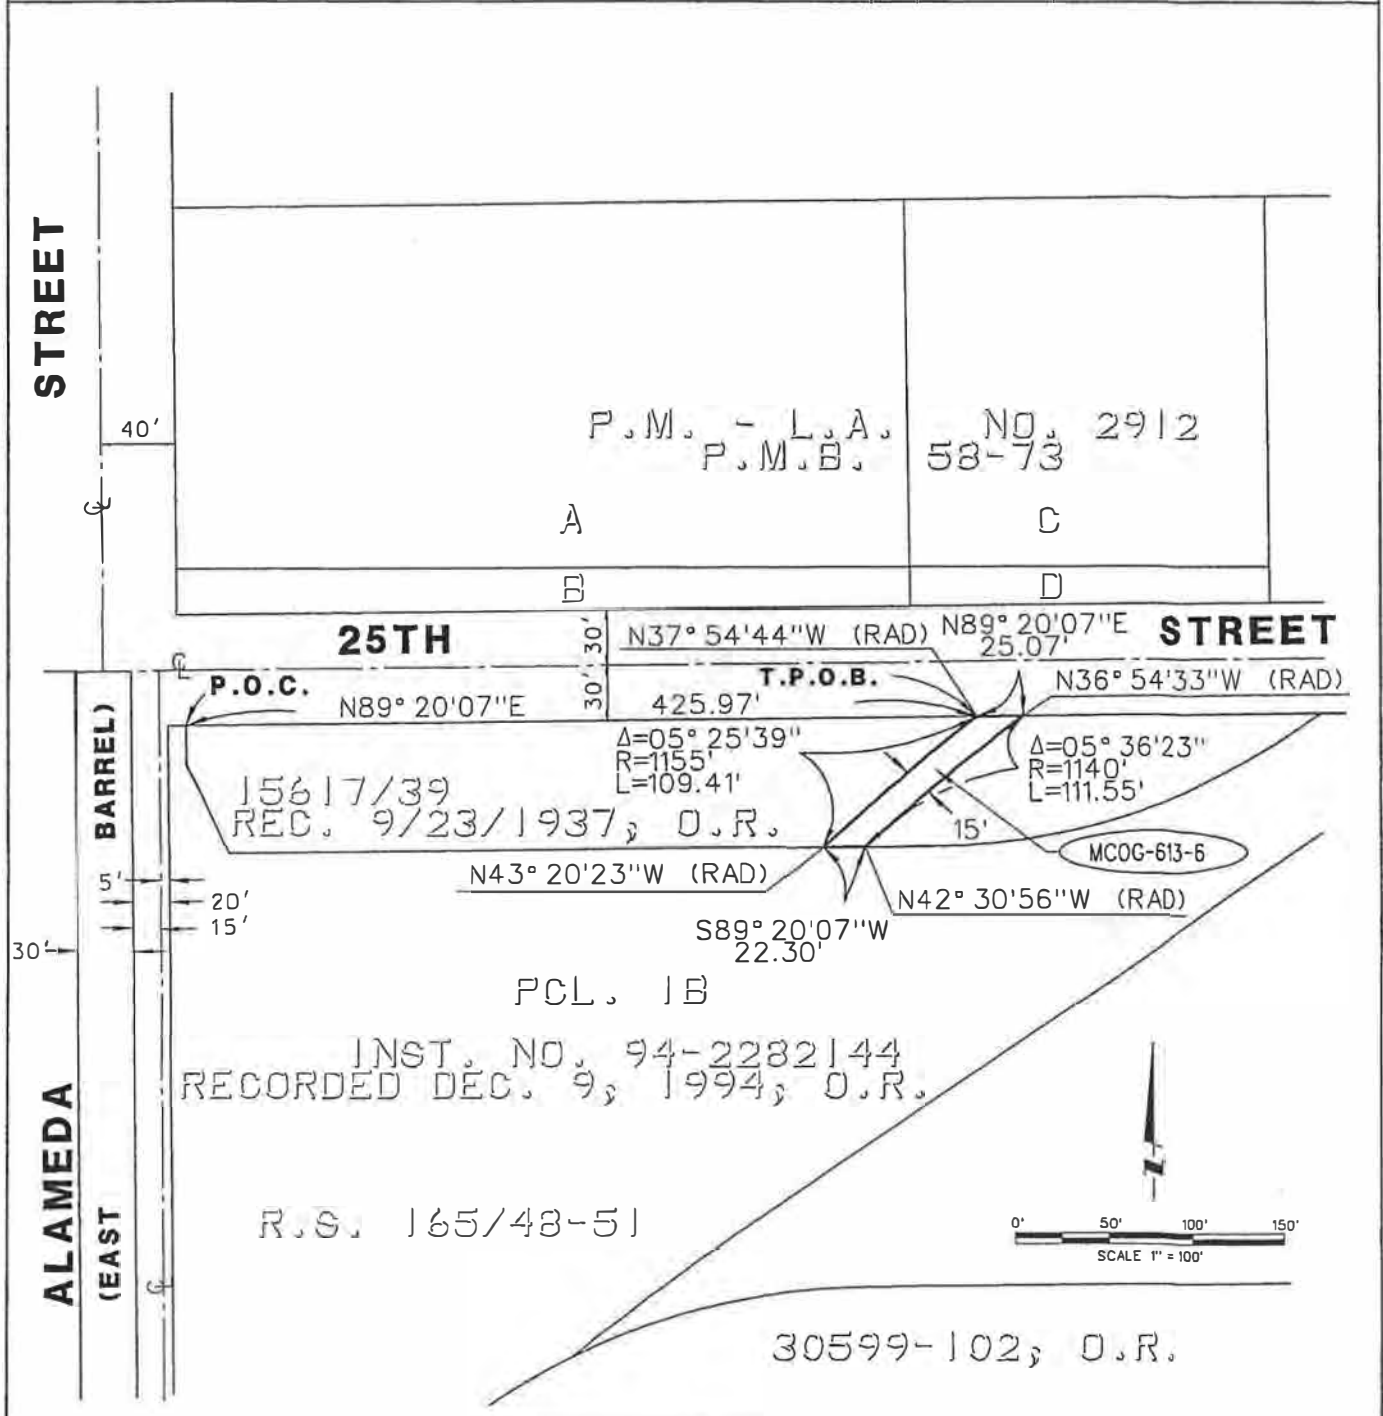 STREET
40'
℄
P.M. - L.A. NO. 2912
P.M.B. 58-73
A
C
B
D
25TH
30'
30'
STREET
N37° 54'44"W (RAD)
N89° 20'07"E
25.07'
℄
P.O.C.
T.P.O.B.
N36° 54'33"W (RAD)
N89° 20'07"E
425.97'
Δ=05° 25'39"
R=1155'
L=109.41'
Δ=05° 36'23"
R=1140'
L=111.55'
15617/39
REC. 9/23/1937, O.R.
15'
MCOG-613-6
N43° 20'23"W (RAD)
N42° 30'56"W (RAD)
S89° 20'07"W
22.30'
5'
20'
15'
30'
PCL. 1B
INST. NO. 94-2282144
RECORDED DEC. 9, 1994, O.R.
R.S. 165/48-51
ALAMEDA
(EAST BARREL)
℄
N
0' 50' 100' 150'
SCALE 1" = 100'
30599-102, O.R.